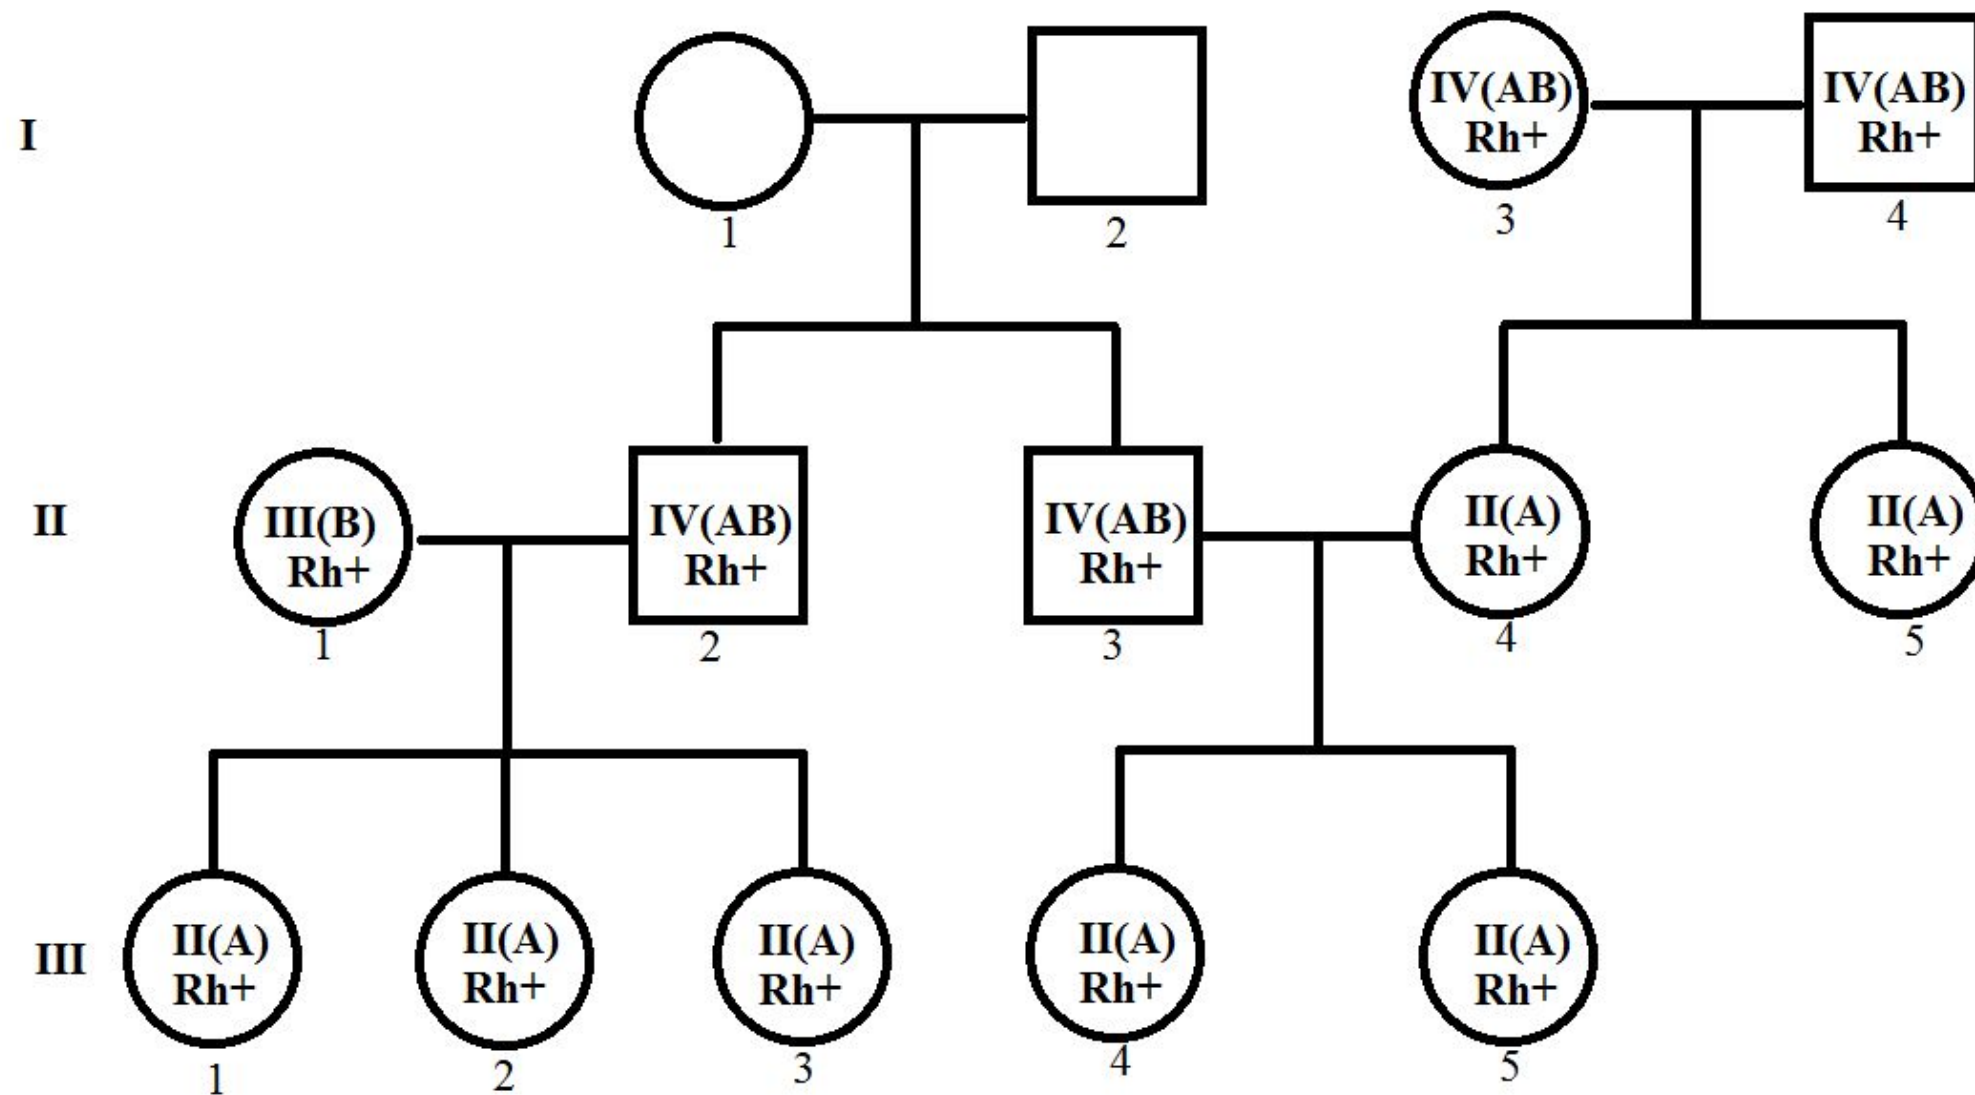 I
IV(AB)
Rh+
IV(AB)
Rh+
1
2
3
4
II
III(B)
Rh+
IV(AB)
Rh+
IV(AB)
Rh+
II(A)
Rh+
II(A)
Rh+
1
2
3
4
5
III
II(A)
Rh+
II(A)
Rh+
II(A)
Rh+
II(A)
Rh+
II(A)
Rh+
1
2
3
4
5